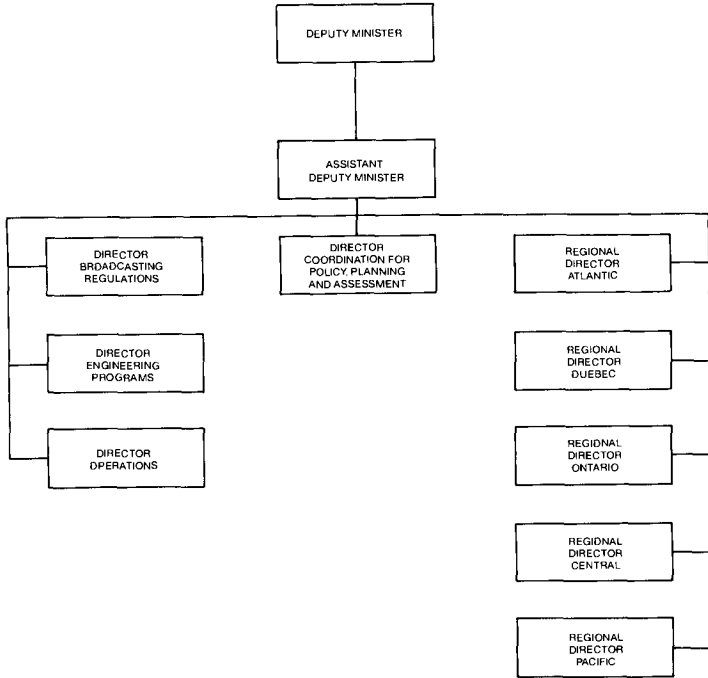 DEPUTY MINISTER
ASSISTANT
DEPUTY MINISTER
DIRECTOR
BROADCASTING
REGULATIONS
DIRECTOR
COORDINATION FOR
POLICY, PLANNING
AND ASSESSMENT
REGIONAL
DIRECTOR
ATLANTIC
DIRECTOR
ENGINEERING
PROGRAMS
REGIONAL
DIRECTOR
DUEBEC
DIRECTOR
OPERATIONS
REGIONAL
DIRECTOR
ONTARIO
REGIONAL
DIRECTOR
CENTRAL
REGIONAL
DIRECTOR
PACIFIC